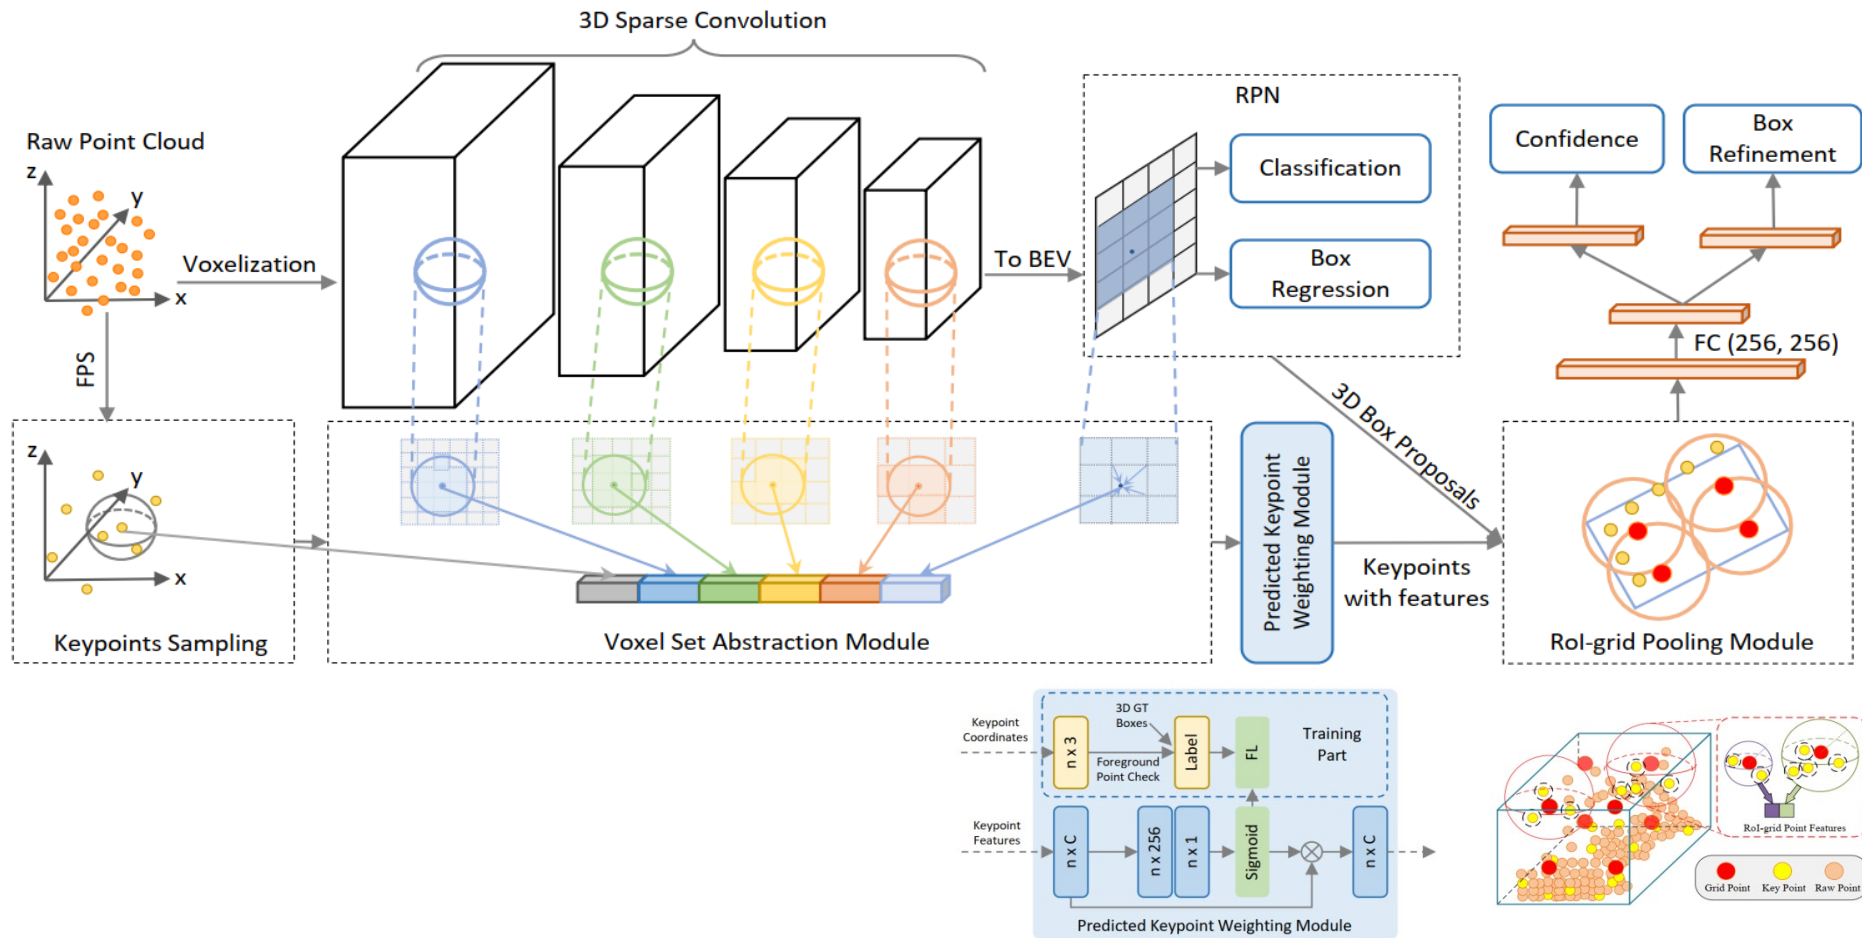 3D Sparse Convolution
Raw Point Cloud
z
y
x
Voxelization
FPS
To BEV
RPN
Classification
Box
Regression
Confidence
Box
Refinement
FC (256, 256)
3D Box Proposals
z
y
x
Keypoints Sampling
Voxel Set Abstraction Module
Predicted Keypoint
Weighting Module
Keypoints
with features
RoI-grid Pooling Module
Keypoint
Coordinates
n x 3
3D GT
Boxes
Foreground
Point Check
Label
FL
Training
Part
Keypoint
Features
n x C
n x 256
n x 1
Sigmoid
n x C
Predicted Keypoint Weighting Module
RoI-grid Point Features
Grid Point
Key Point
Raw Point